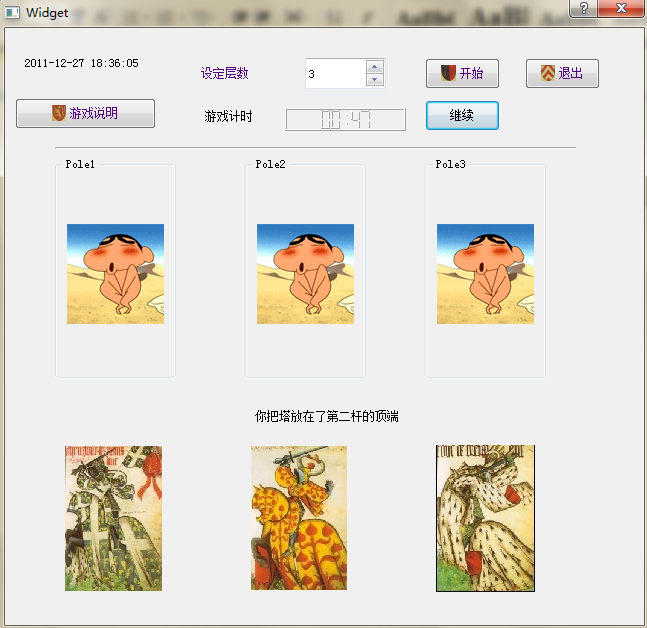 Widget
2011-12-27 18:36:05
设定层数
3
开始
退出
游戏说明
游戏计时
00:47
继续
Pole1
Pole2
Pole3
你把塔放在了第二杆的顶端